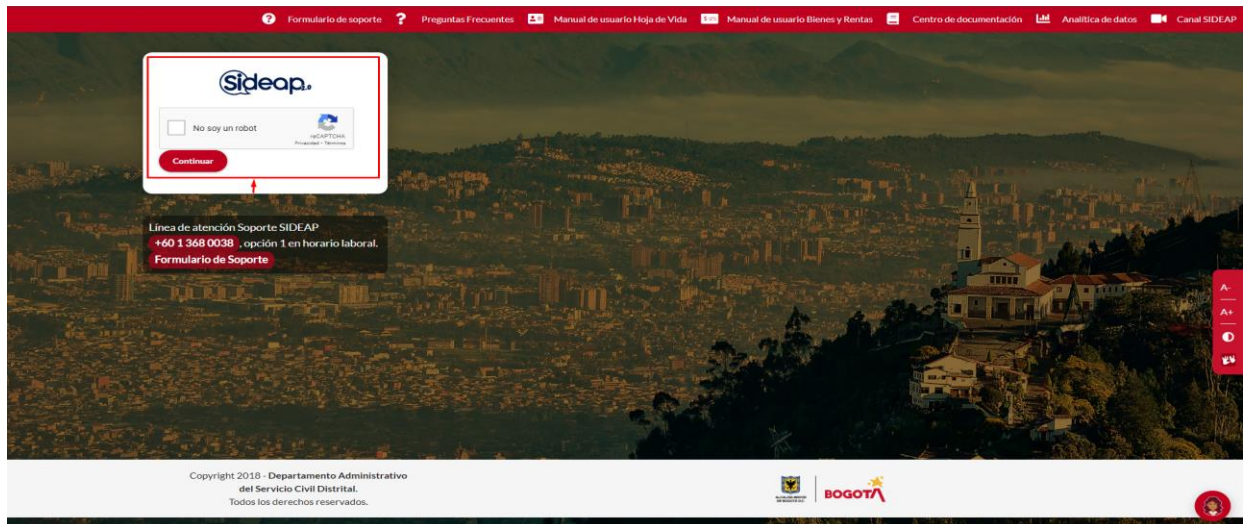 Formulario de soporte
Preguntas Frecuentes
Manual de usuario Hoja de Vida
Manual de usuario Bienes y Rentas
Centro de documentación
Analítica de datos
Canal SIDEAP
Sideap 2.0
No soy un robot
reCAPTCHA
Privacidad - Términos
Continuar
Línea de atención Soporte SIDEAP
+60 1 368 0038 , opción 1 en horario laboral.
Formulario de Soporte
A-
A+
Copyright 2018 - Departamento Administrativo
del Servicio Civil Distrital.
Todos los derechos reservados.
BOGOTÁ